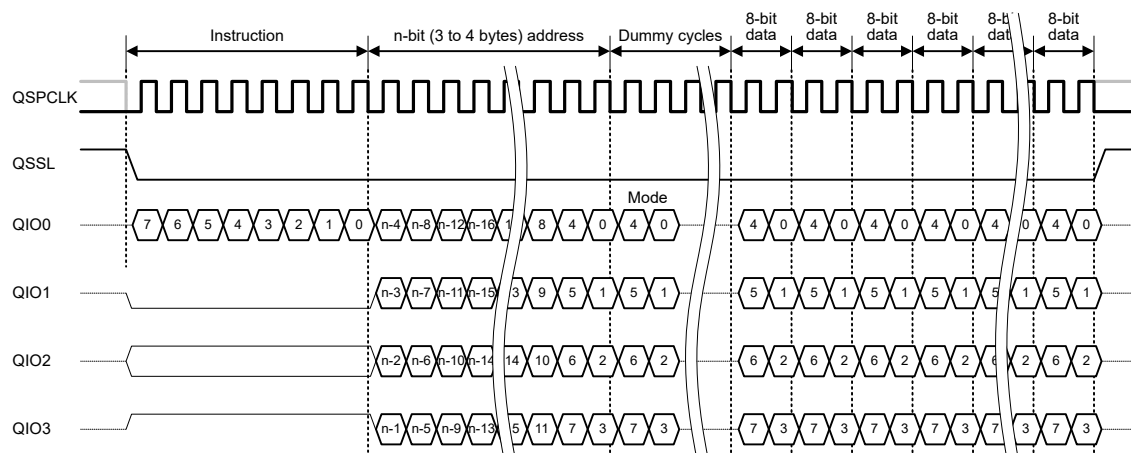 8-bit data 8-bit data 8-bit data 8-bit data 8-bit data 8-bit data
Instruction n-bit (3 to 4 bytes) address Dummy cycles
QSPCLK
QSSL
Mode
QIO0 7 6 5 4 3 2 1 0 n-4 n-8 n-12 n-16 8 4 0 4 0 4 0 4 0 4 0 4 0 4 0 4 0
QIO1 n-3 n-7 n-11 n-15 3 9 5 1 5 1 5 1 5 1 5 1 5 1 5 1 5 1
QIO2 n-2 n-6 n-10 n-14 14 10 6 2 6 2 6 2 6 2 6 2 6 2 6 2 6 2
QIO3 n-1 n-5 n-9 n-13 5 11 7 3 7 3 7 3 7 3 7 3 7 3 7 3 7 3